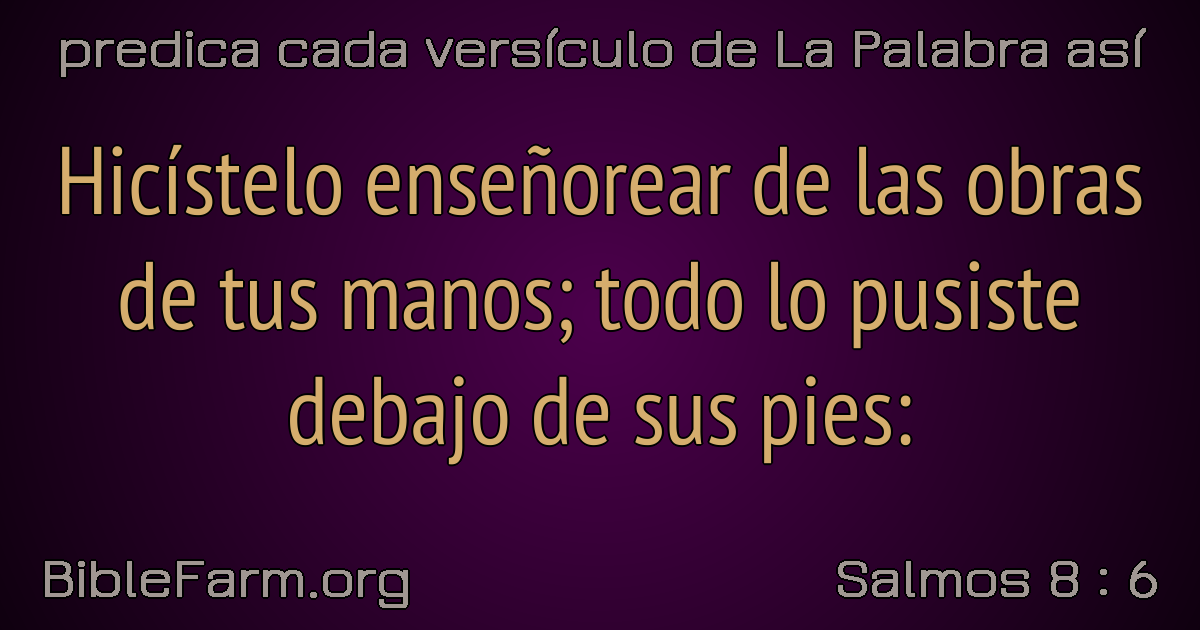 predica cada versículo de La Palabra así
Hicístelo enseñorear de las obras
de tus manos; todo lo pusiste
debajo de sus pies:
BibleFarm.org
Salmos 8 : 6